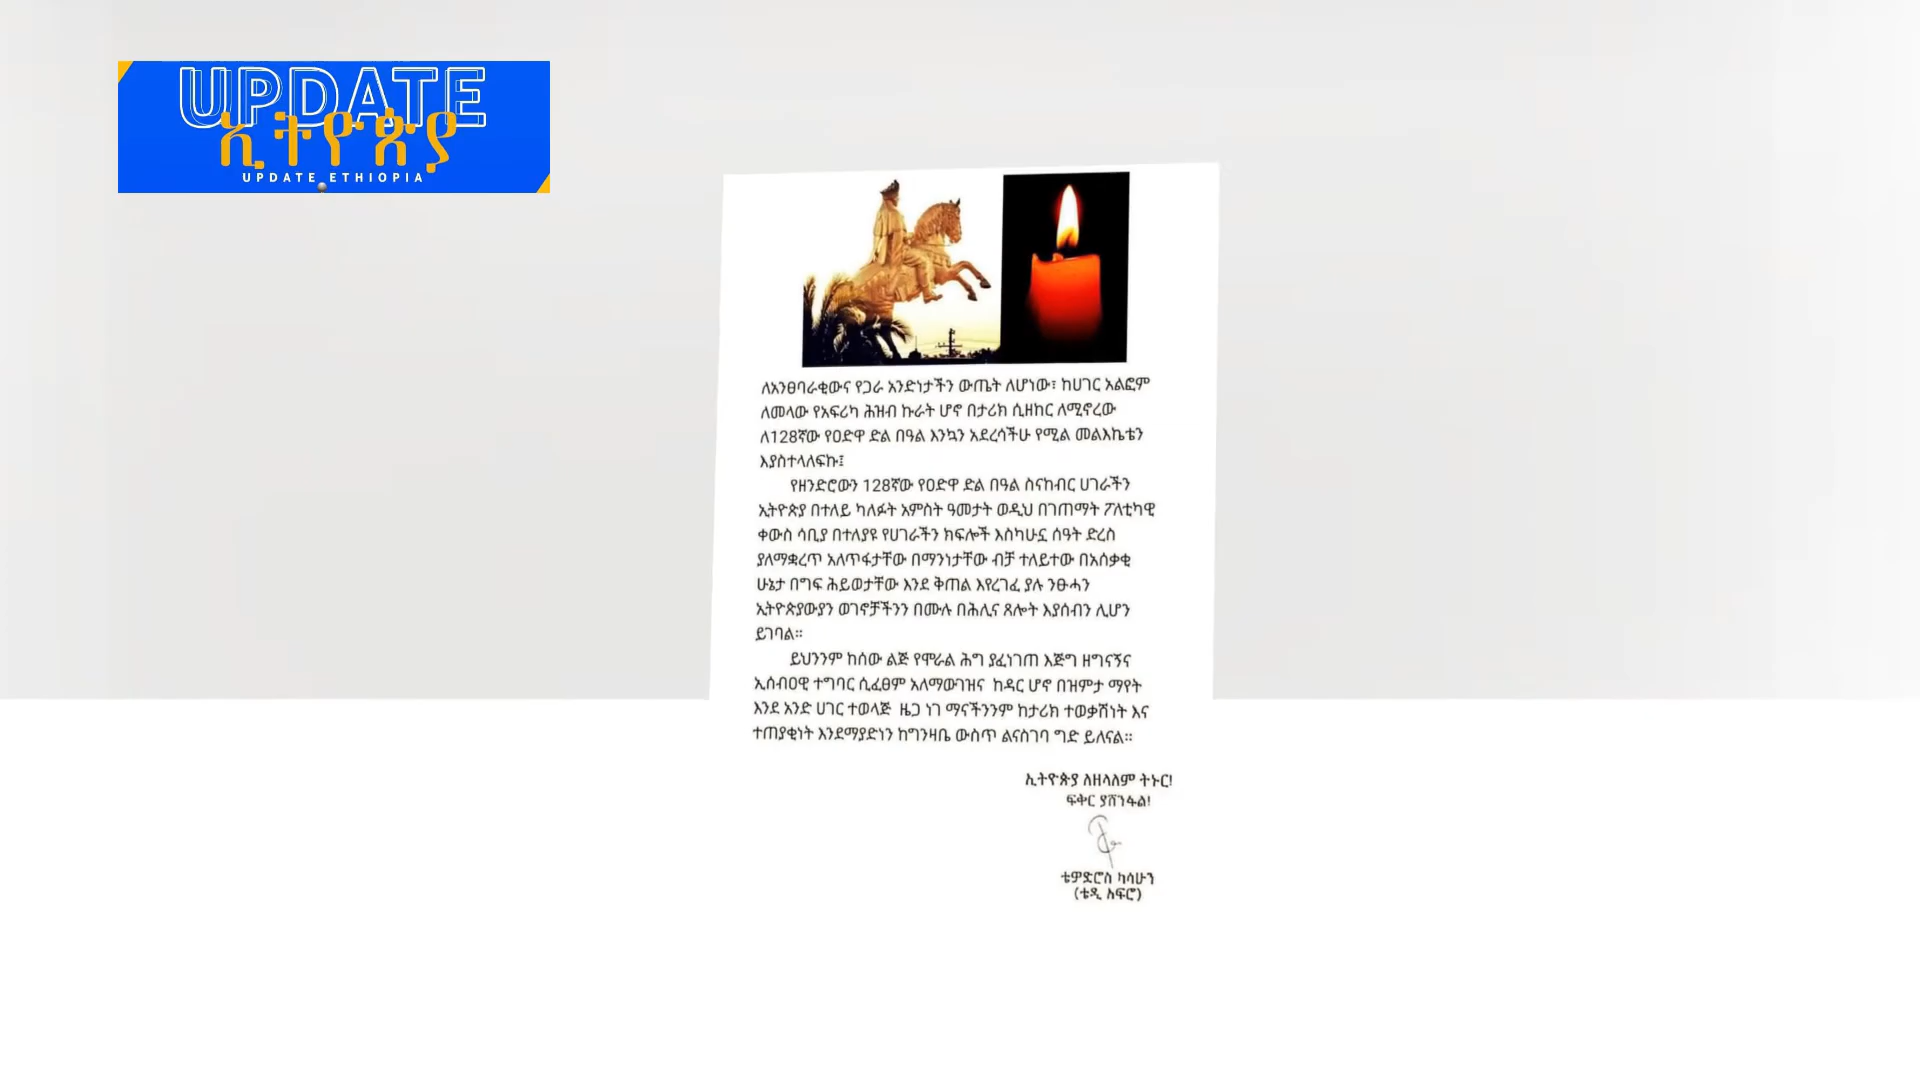 UPDATE
ኢትዮጵያ
UPDATE ETHIOPIA
ለአንፀባራቂውና የጋራ አንድነታችን ውጤት ለሆነው፣ ከሀገር አልፎም
ለመላው የአፍሪካ ሕዝብ ኩራት ሆኖ በታሪክ ሲዘከር ለሚኖረው
ለ128ኛው የዐድዋ ድል በዓል እንኳን አደረሳችሁ የሚል መልእኬቴን
እያስተላለፍኩ፤
የዘንድሮውን 128ኛው የዐድዋ ድል በዓል ስናከብር ሀገራችን
ኢትዮጵያ በተለይ ካለፉት አምስት ዓመታት ወዲህ በገጠማት ፖለቲካዊ
ቀውስ ሳቢያ በተለያዩ የሀገራችን ክፍሎች እስካሁኗ ሰዓት ድረስ
ያለማቋረጥ አለጥፋታቸው በማንነታቸው ብቻ ተለይተው በአሰቃቂ
ሁኔታ በግፍ ሕይወታቸው እንደ ቅጠል እየረገፈ ያሉ ንፁሓን
ኢትዮጵያውያን ወገኖቻችንን በሙሉ በሕሊና ጸሎት እያሰብን ሊሆን
ይገባል።
ይህንንም ከሰው ልጅ የሞራል ሕግ ያፈነገጠ እጅግ ዘግናኝና
ኢሰብዐዊ ተግባር ሲፈፀም አለማውገዝና ከዳር ሆኖ በዝምታ ማየት
እንደ አንድ ሀገር ተወላጅ ዜጋ ነገ ማናችንንም ከታሪክ ተወቃሽነት እና
ተጠያቂነት እንደማያድነን ከግንዛቤ ውስጥ ልናስገባ ግድ ይለናል።
ኢትዮጵያ ለዘላለም ትኑር!
ፍቅር ያሸንፋል!
ቴዎድሮስ ካሳሁን
(ቴዲ አፍሮ)